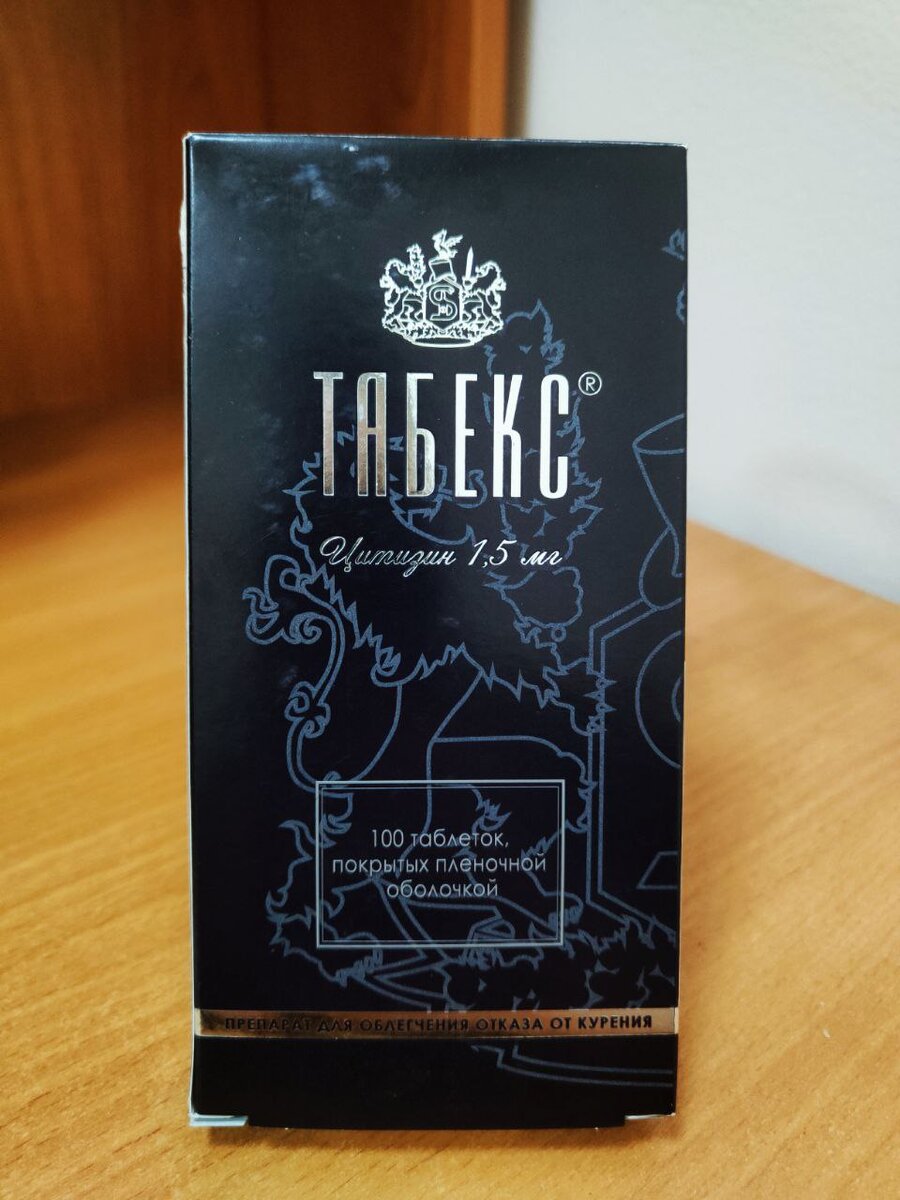 S
ТАБЕКС®
Цитизин 1,5 мг
100 таблеток,
покрытых пленочной
оболочкой
ПРЕПАРАТ ДЛЯ ОБЛЕГЧЕНИЯ ОТКАЗА ОТ КУРЕНИЯ